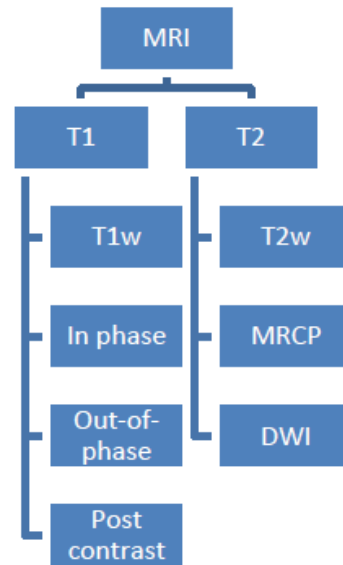 MRI
T1
T2
T1w
In phase
Out-of-
phase
Post
contrast
T2w
MRCP
DWI